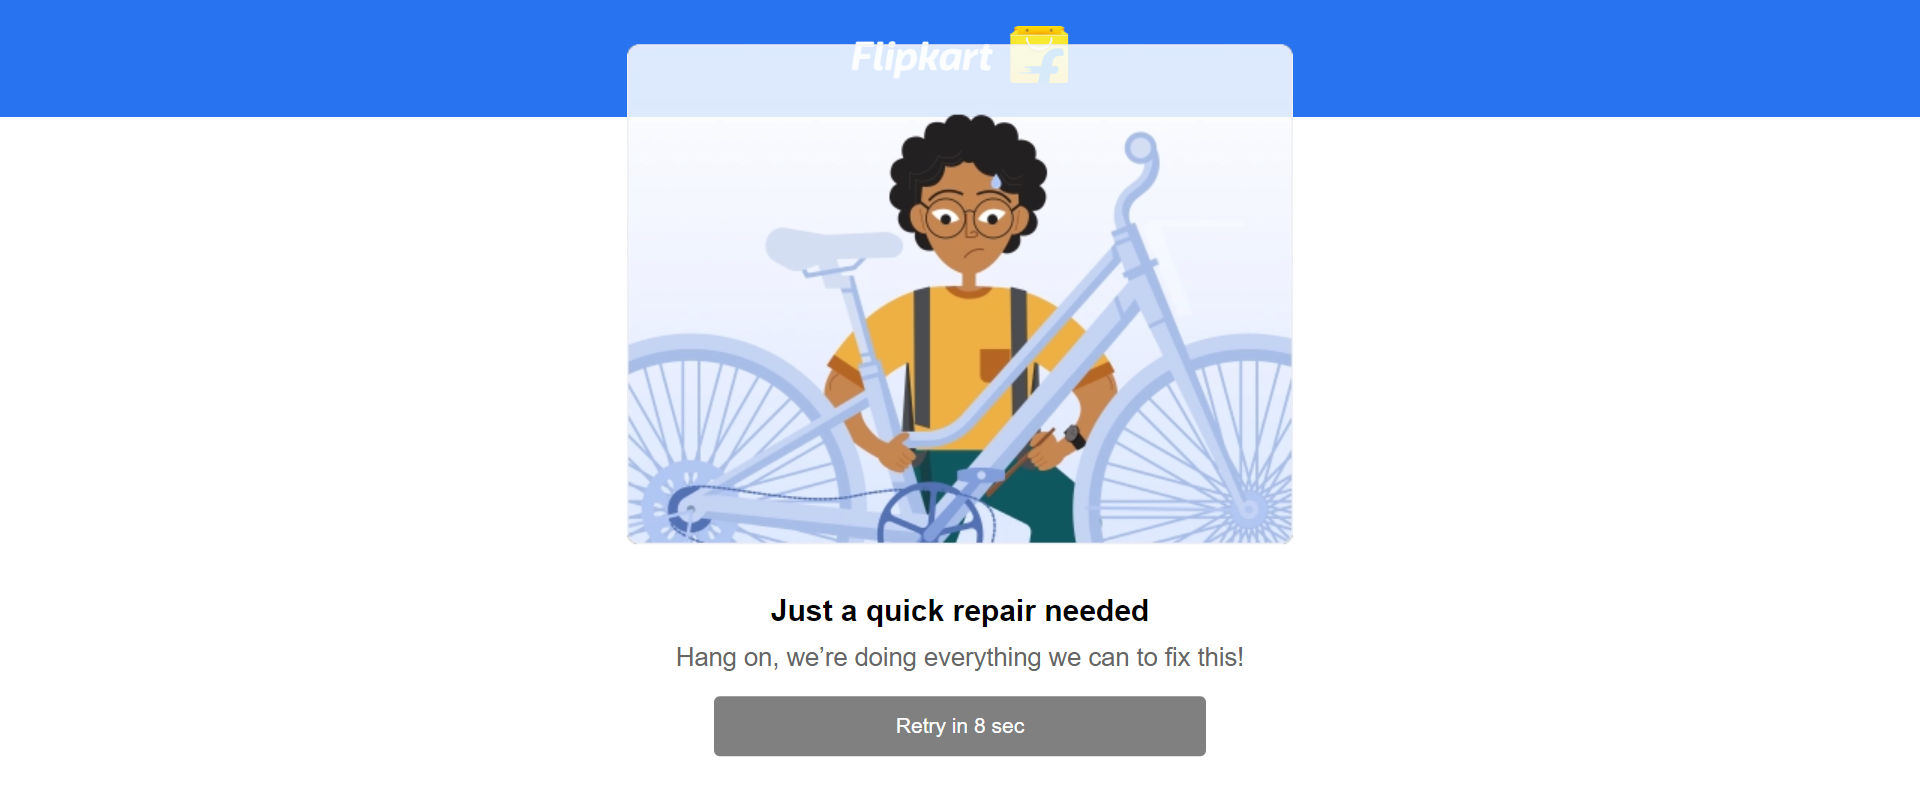 Flipkart
Just a quick repair needed
Hang on, we’re doing everything we can to fix this!
Retry in 8 sec